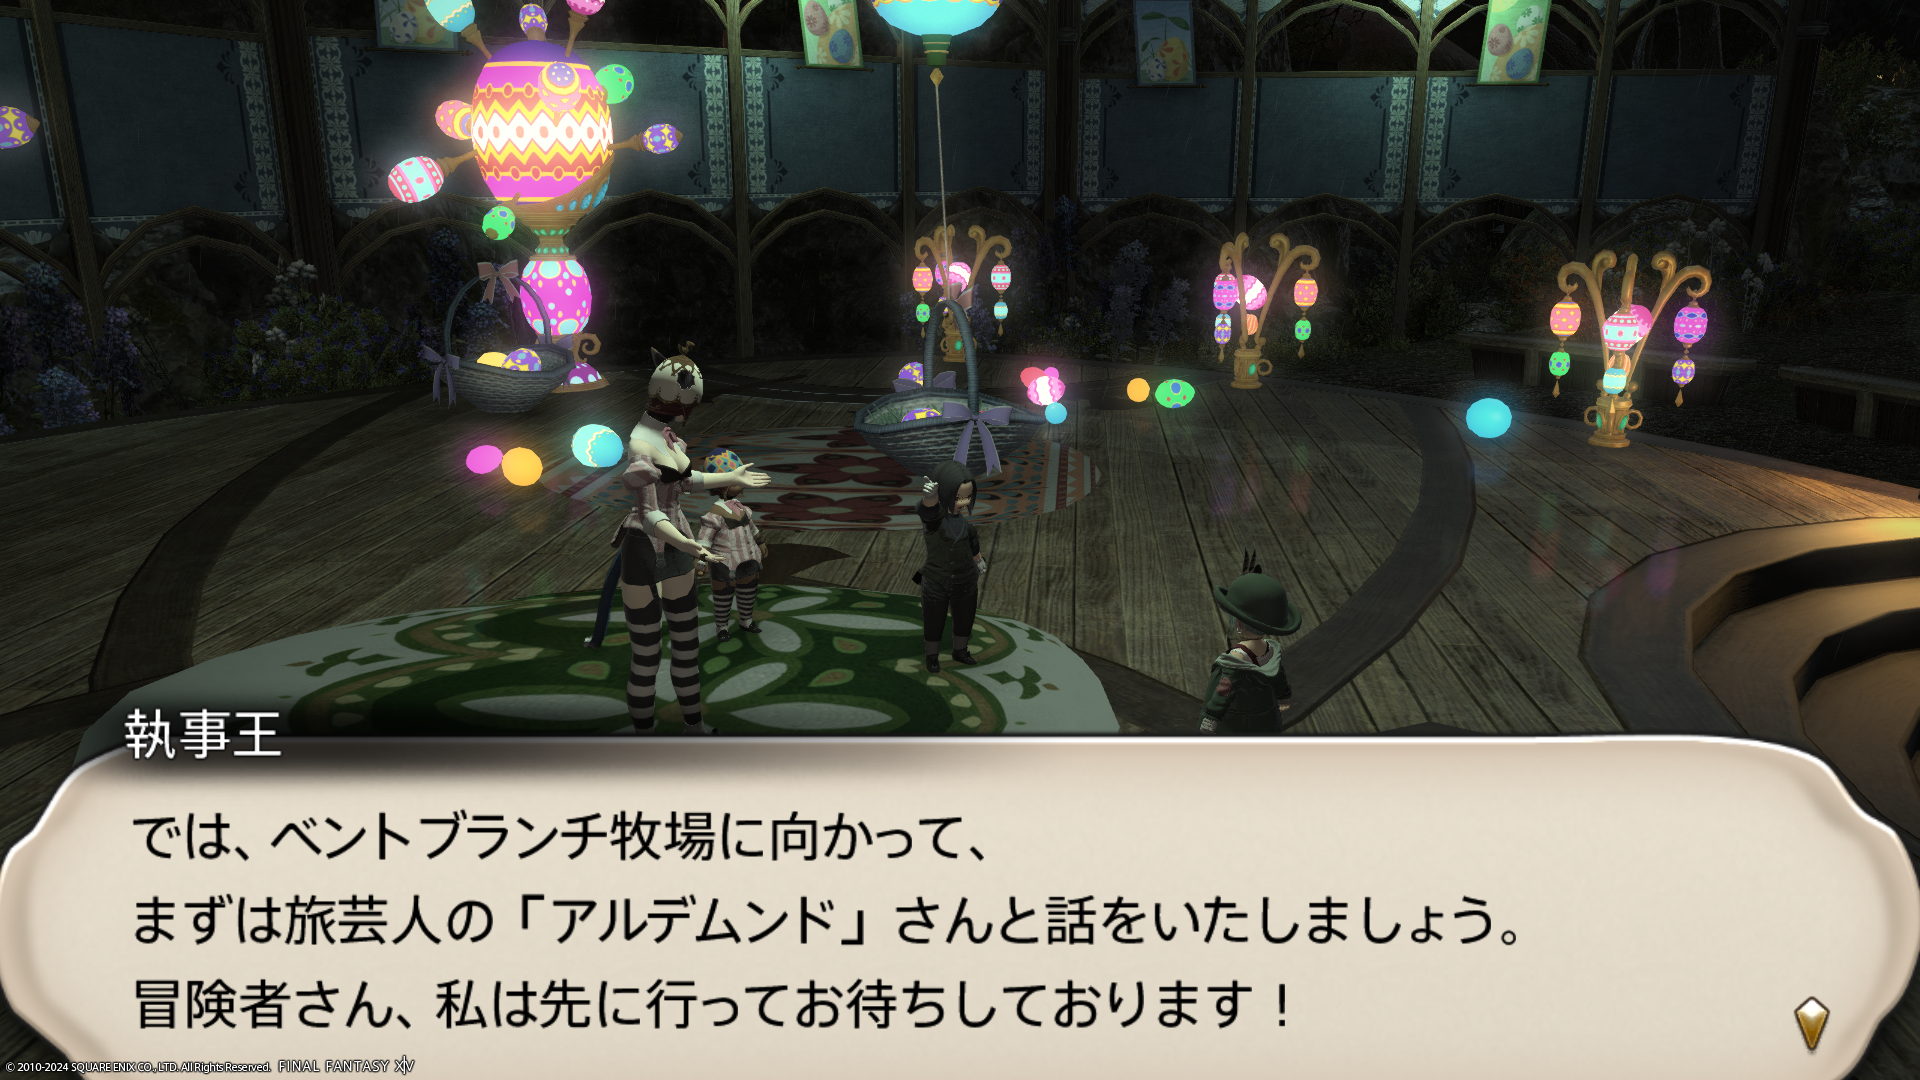 執事王
では、ベントブランチ牧場に向かって、
まずは旅芸人の「アルデムンド」さんと話をいたしましょう。
冒険者さん、私は先に行ってお待ちしております！
© 2010-2024 SQUARE ENIX CO., LTD. All Rights Reserved. FINAL FANTASY XIV